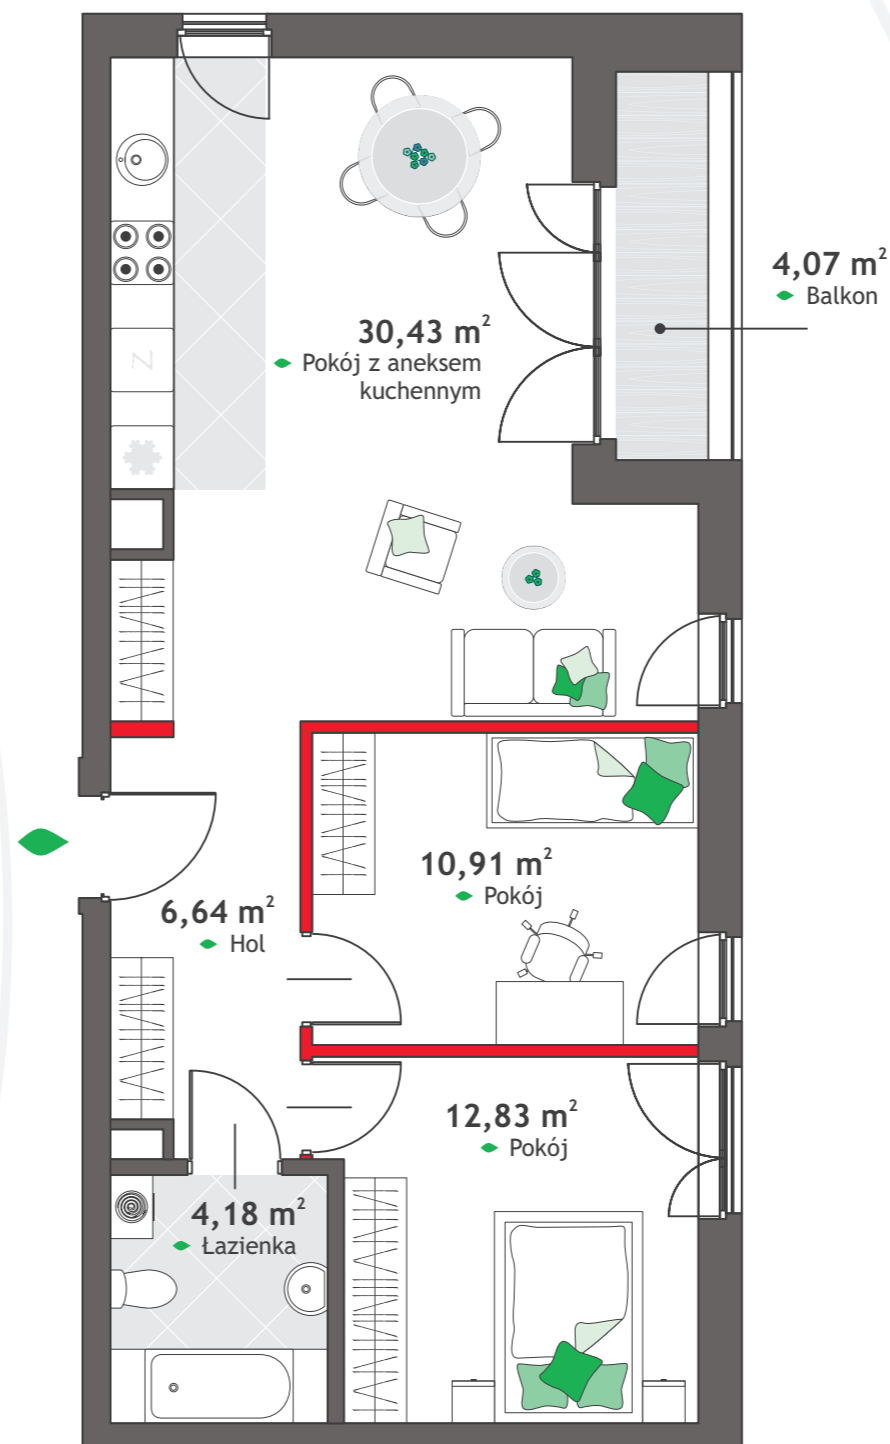 4,07 m²
Balkon
30,43 m²
Pokój z aneksem
kuchennym
Z
10,91 m²
Pokój
6,64 m²
Hol
12,83 m²
Pokój
4,18 m²
Łazienka